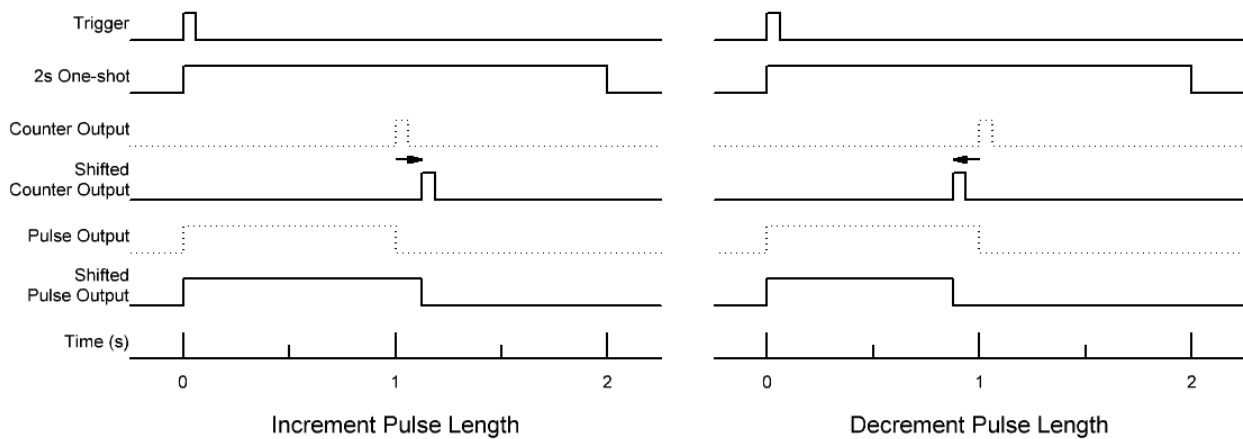 Trigger
2s One-shot
Counter Output
Shifted
Counter Output
Pulse Output
Shifted
Pulse Output
Time (s)
0 1 2
0 1 2
Increment Pulse Length
Decrement Pulse Length